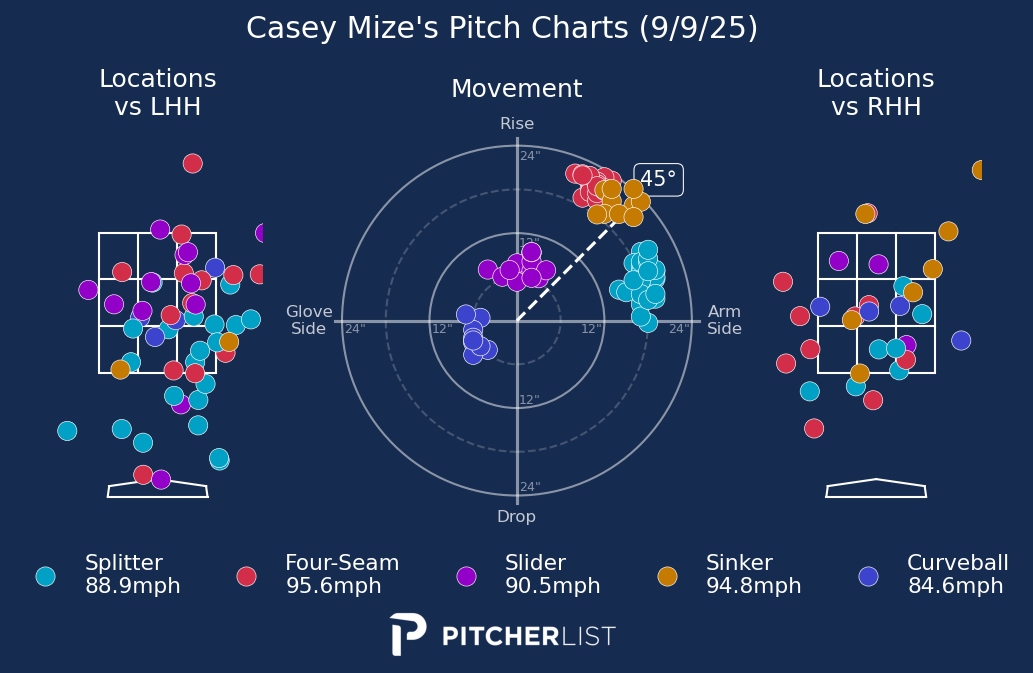 Casey Mize's Pitch Charts (9/9/25)
Locations
vs LHH
Movement
Locations
vs RHH
Rise
24"
45°
12"
Glove
Side
24"
12"
12"
24"
Arm
Side
12"
24"
Drop
Splitter
88.9mph
Four-Seam
95.6mph
Slider
90.5mph
Sinker
94.8mph
Curveball
84.6mph
PITCHERLIST